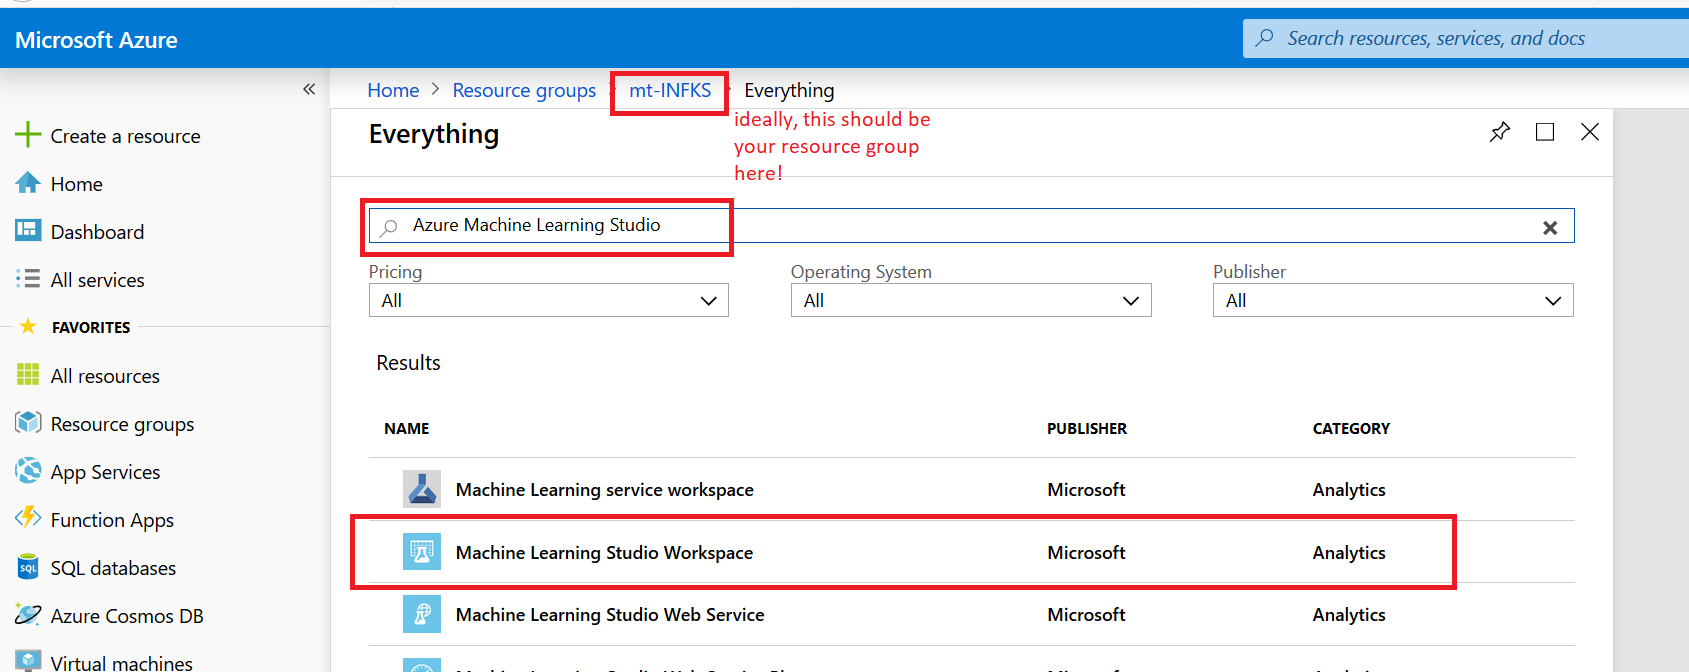 Microsoft Azure
Search resources, services, and docs
Home > Resource groups > mt-INFKS > Everything
Everything
ideally, this should be
your resource group
here!
Create a resource
Home
Dashboard
All services
FAVORITES
All resources
Resource groups
App Services
Function Apps
SQL databases
Azure Cosmos DB
Virtual machines
Azure Machine Learning Studio
Pricing Operating System Publisher
All All All
Results
NAME PUBLISHER CATEGORY
Machine Learning service workspace Microsoft Analytics
Machine Learning Studio Workspace Microsoft Analytics
Machine Learning Studio Web Service Microsoft Analytics